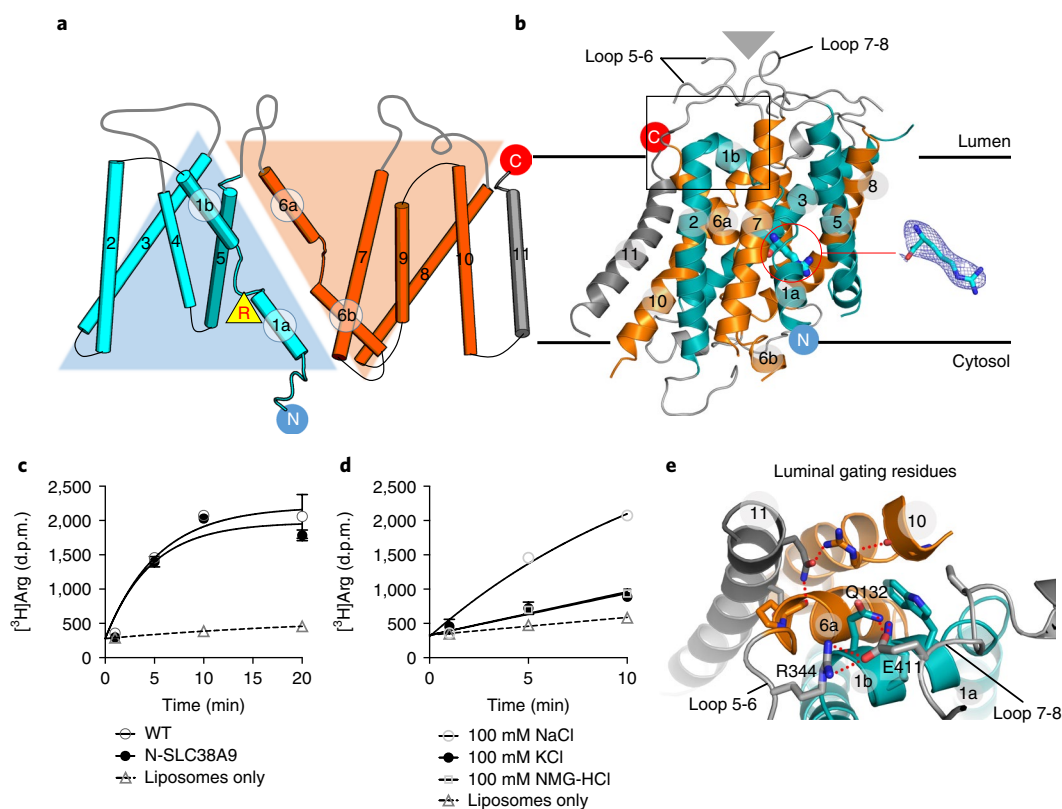 a
1b
6a
C
2
3
4
5
7
9
8
10
11
R
1a
6b
N
b
Loop 5-6
Loop 7-8
C
Lumen
1b
8
3
2
6a
7
5
11
1a
10
N
6b
Cytosol
c
[³H]Arg (d.p.m.)
2,500
2,000
1,500
1,000
500
0
0 5 10 15 20
Time (min)
WT
N-SLC38A9
Liposomes only
d
[³H]Arg (d.p.m.)
2,500
2,000
1,500
1,000
500
0
0 5 10
Time (min)
100 mM NaCl
100 mM KCl
100 mM NMG-HCl
Liposomes only
e
Luminal gating residues
11
10
Q132
6a
R344
E411
1b
1a
Loop 5-6
Loop 7-8